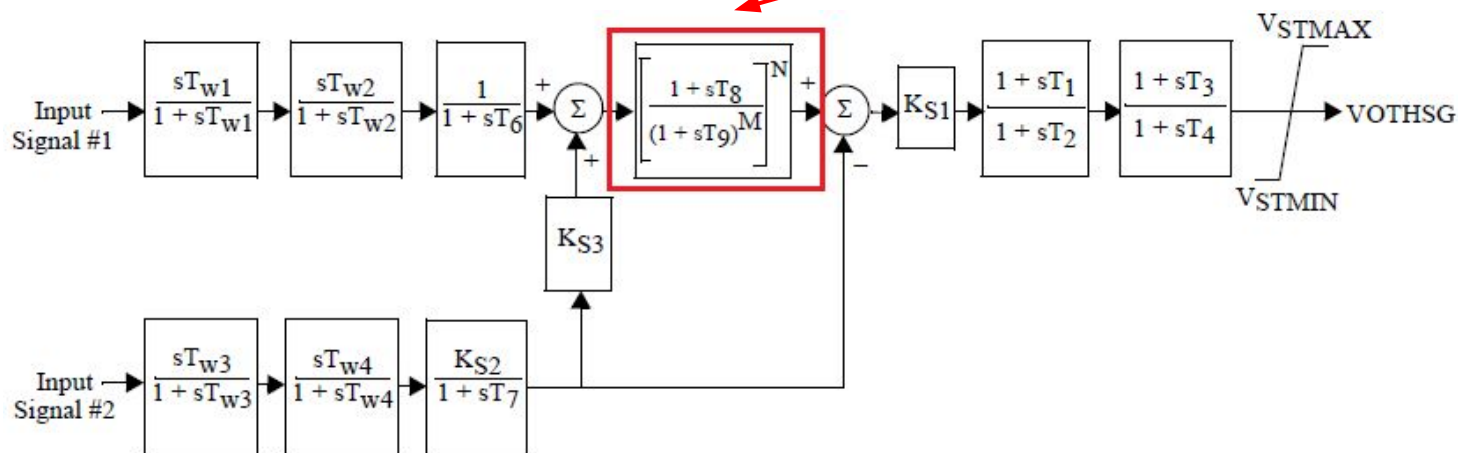 Input
Signal #1
sTw1
1 + sTw1
sTw2
1 + sTw2
1
1 + sT6
+
Σ
+
KS3
1 + sT8
(1 + sT9)M
N
+
Σ
−
KS1
1 + sT1
1 + sT2
1 + sT3
1 + sT4
VSTMAX
VSTMIN
VOTHSG
Input
Signal #2
sTw3
1 + sTw3
sTw4
1 + sTw4
KS2
1 + sT7